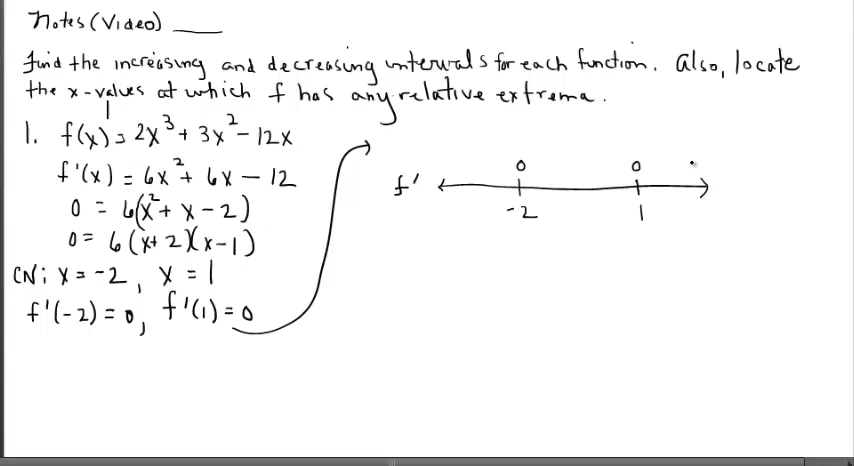 Notes (Video) ____
Find the increasing and decreasing intervals for each function. Also, locate
the x-values at which f has any relative extrema.
1. f(x) = 2x³ + 3x² - 12x
f'(x) = 6x² + 6x - 12
0 = 6(x² + x - 2)
0 = 6(x+2)(x-1)
CN: x = -2, x = 1
f'(-2) = 0, f'(1) = 0
0 0
f'
-2 1